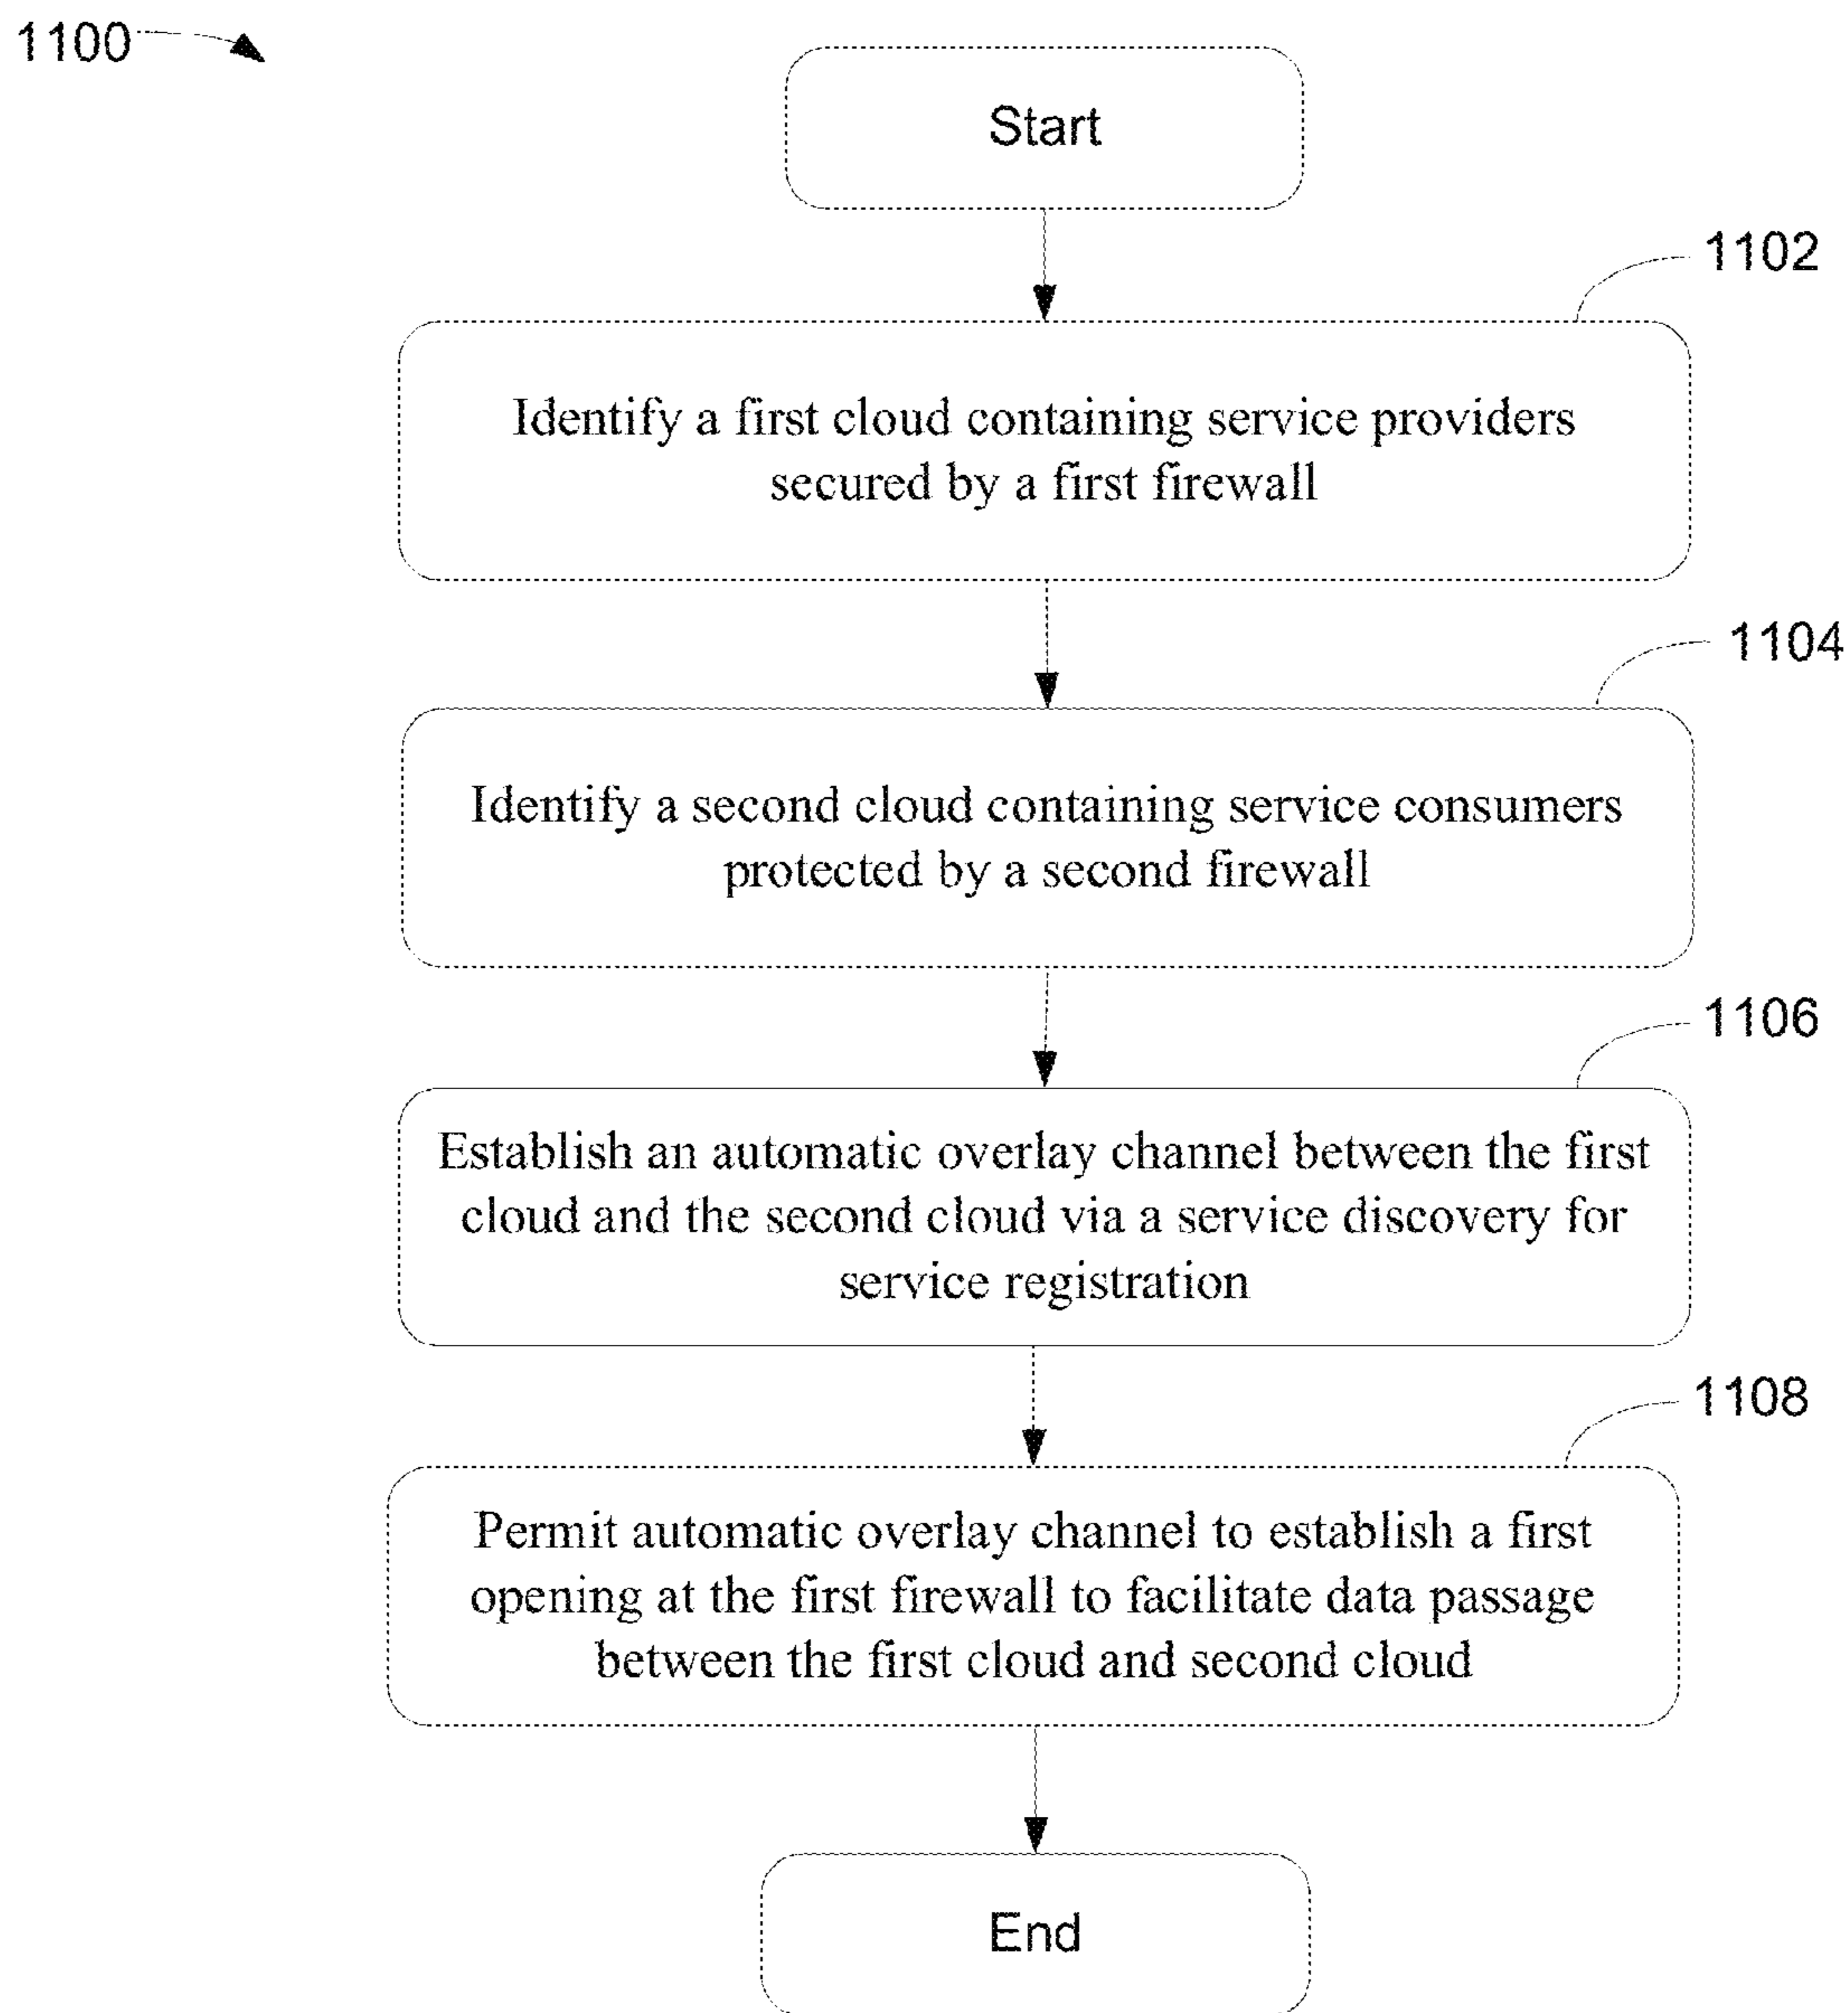 1100
Start
1102
Identify a first cloud containing service providers
secured by a first firewall
1104
Identify a second cloud containing service consumers
protected by a second firewall
1106
Establish an automatic overlay channel between the first
cloud and the second cloud via a service discovery for
service registration
1108
Permit automatic overlay channel to establish a first
opening at the first firewall to facilitate data passage
between the first cloud and second cloud
End